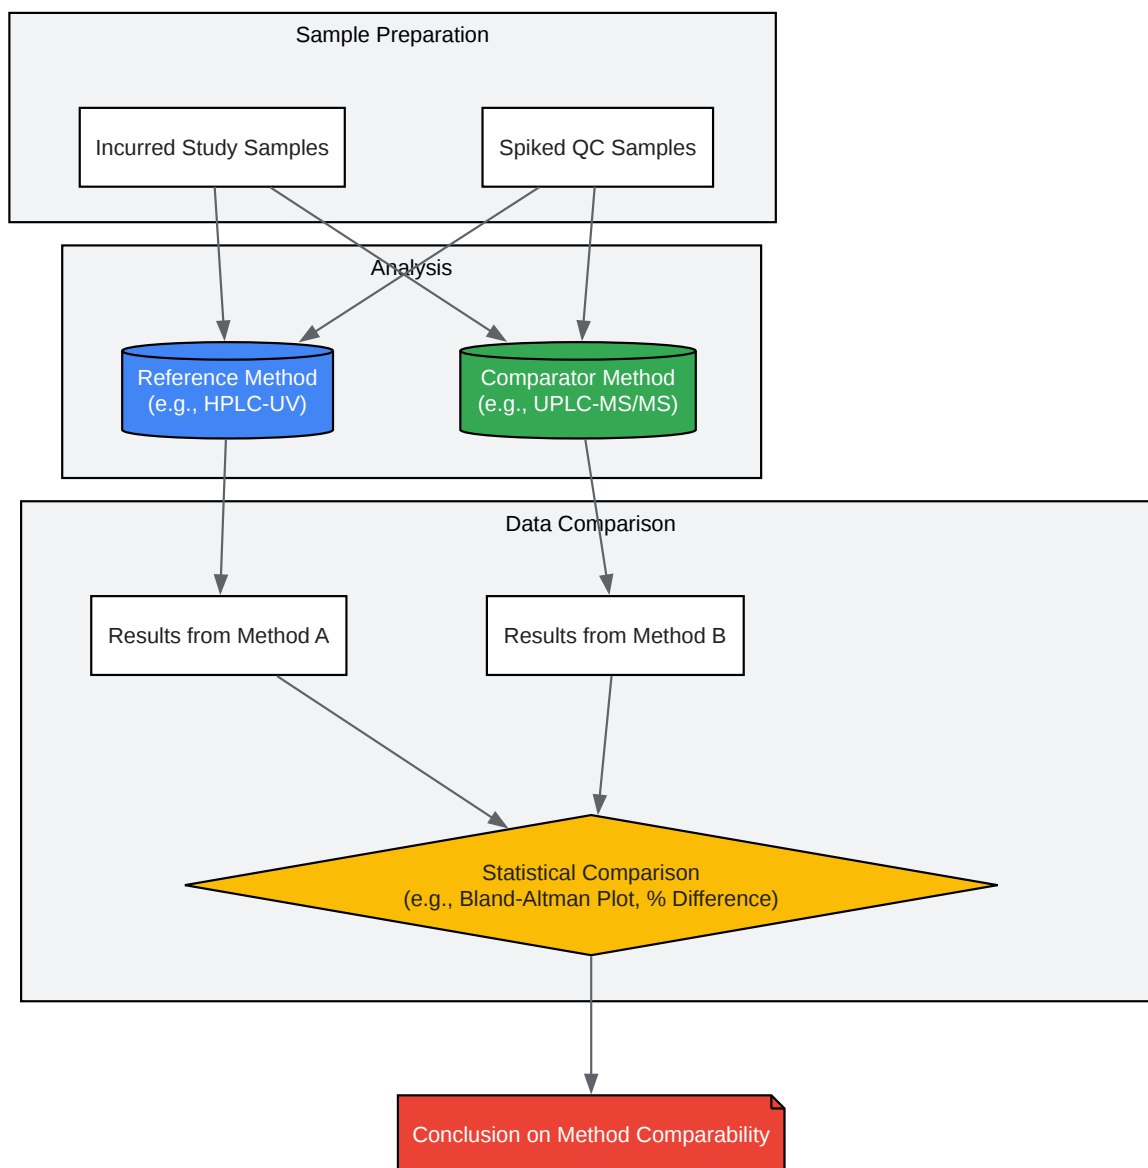 Sample Preparation
Incurred Study Samples
Spiked QC Samples
Analysis
Reference Method
(e.g., HPLC-UV)
Comparator Method
(e.g., UPLC-MS/MS)
Data Comparison
Results from Method A
Results from Method B
Statistical Comparison
(e.g., Bland-Altman Plot, % Difference)
Conclusion on Method Comparability